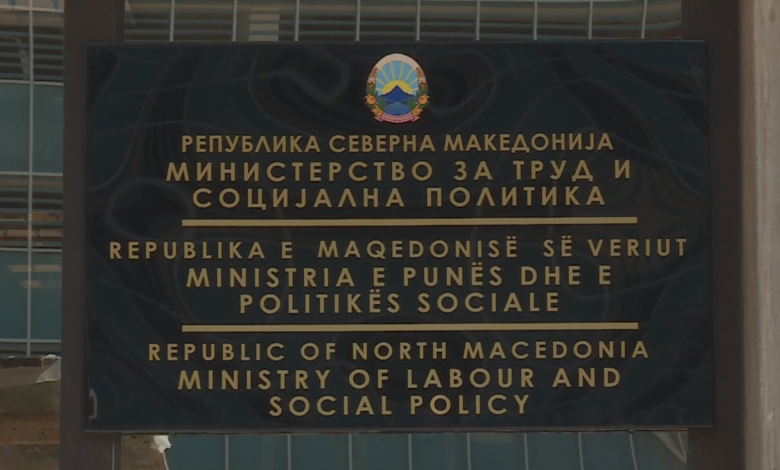 РЕПУБЛИКА СЕВЕРНА МАКЕДОНИЈА
МИНИСТЕРСТВО ЗА ТРУД И
СОЦИЈАЛНА ПОЛИТИКА
REPUBLIKA E MAQEDONISË SË VERIUT
MINISTRIA E PUNËS DHE E
POLITIKËS SOCIALE
REPUBLIC OF NORTH MACEDONIA
MINISTRY OF LABOUR AND
SOCIAL POLICY